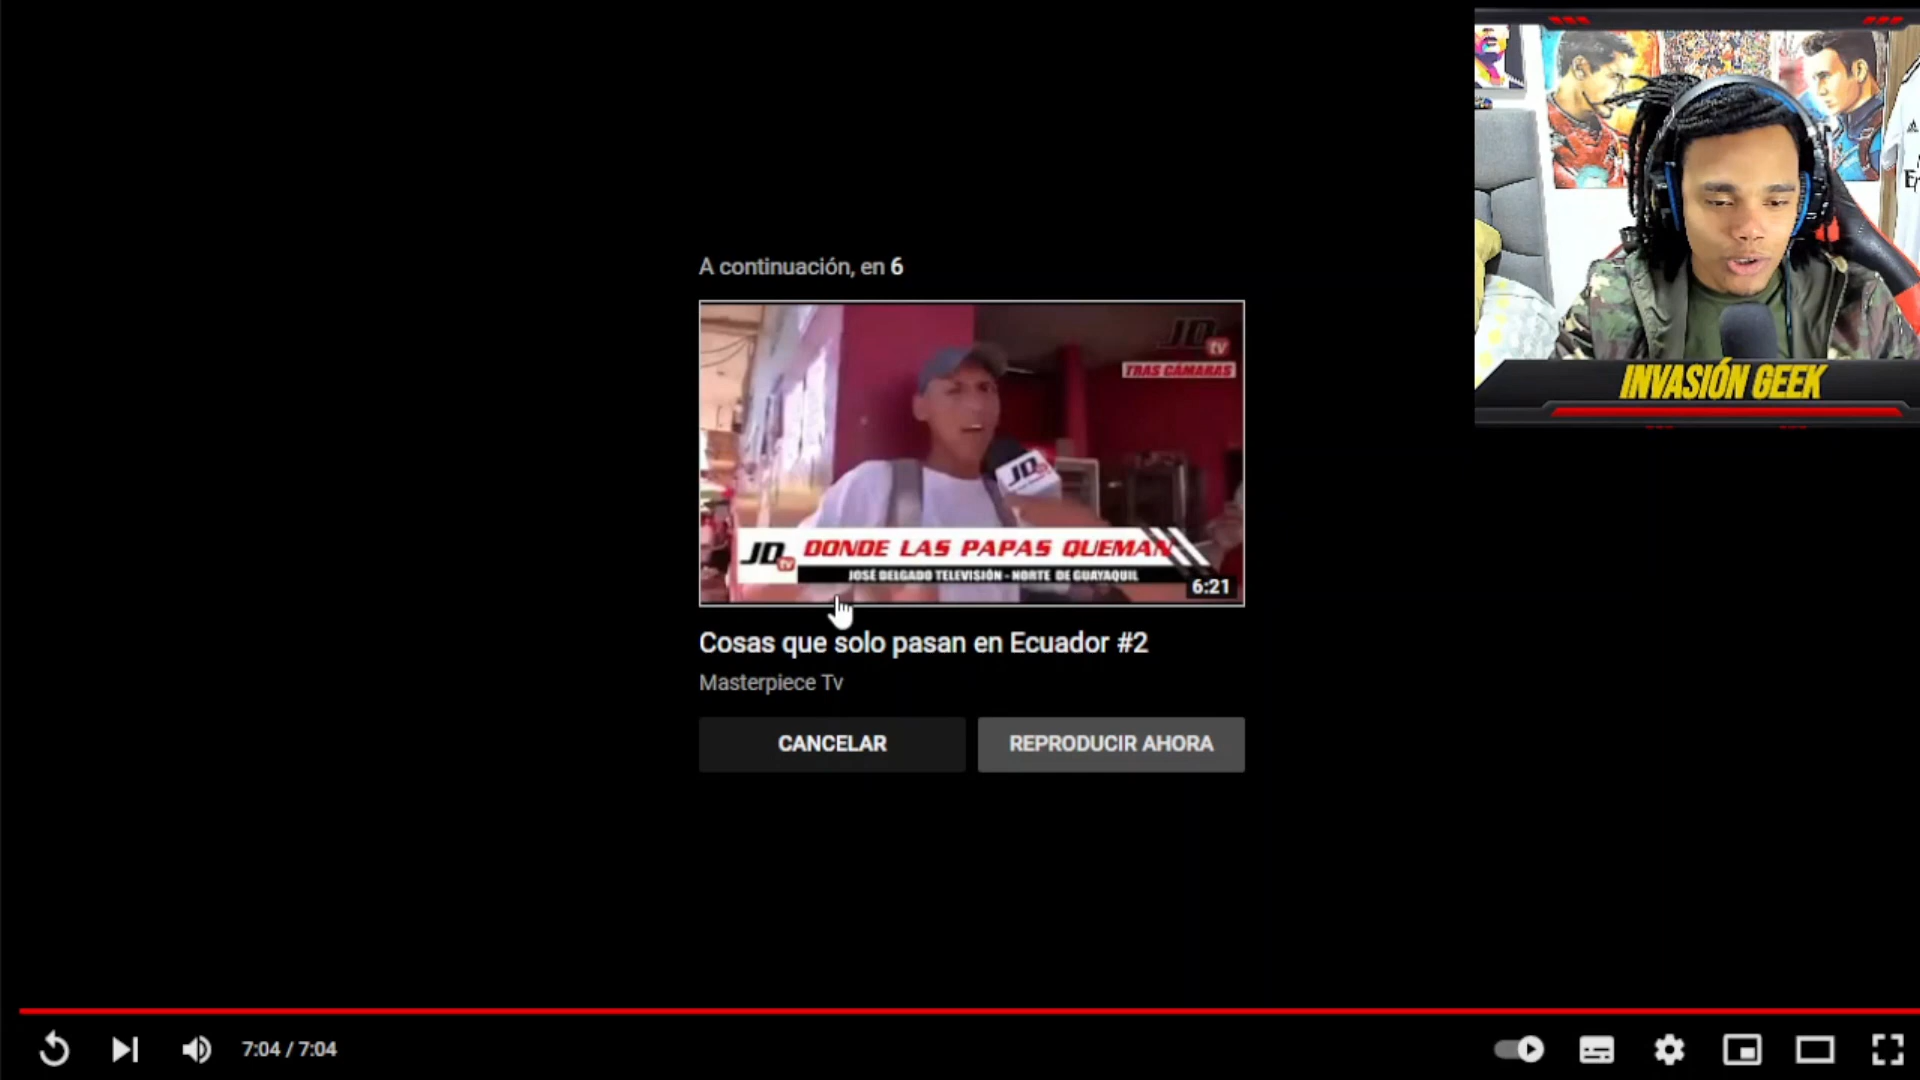 A continuación, en 6
JD
tv
TRAS CÁMARAS
JD
JD tv DONDE LAS PAPAS QUEMAN
JOSÉ DELGADO TELEVISIÓN - NORTE DE GUAYAQUIL
6:21
Cosas que solo pasan en Ecuador #2
Masterpiece Tv
CANCELAR
REPRODUCIR AHORA
INVASIÓN GEEK
7:04 / 7:04